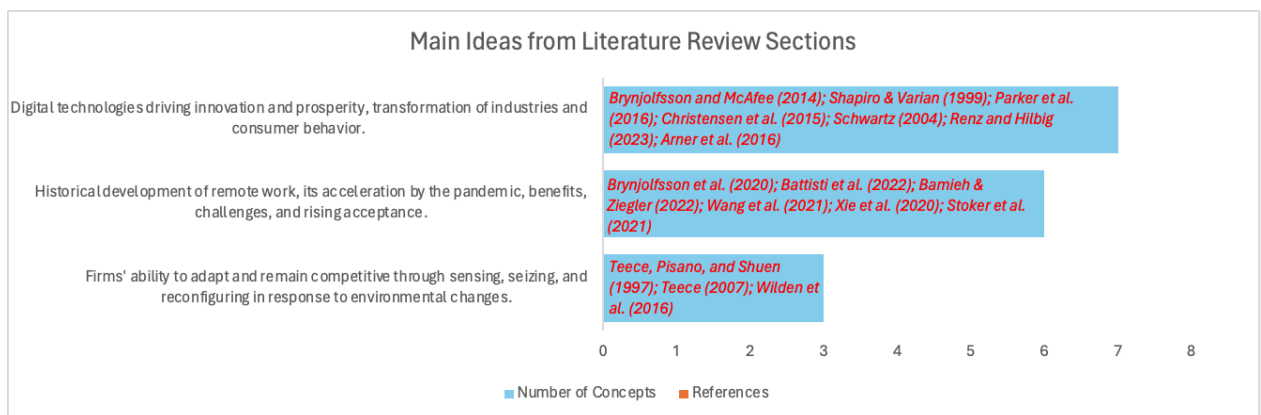 Main Ideas from Literature Review Sections
Digital technologies driving innovation and prosperity, transformation of industries and
consumer behavior.
Brynjolfsson and McAfee (2014); Shapiro & Varian (1999); Parker et al.
(2016); Christensen et al. (2015); Schwartz (2004); Renz and Hilbig
(2023); Arner et al. (2016)
Historical development of remote work, its acceleration by the pandemic, benefits,
challenges, and rising acceptance.
Brynjolfsson et al. (2020); Battisti et al. (2022); Bamieh &
Ziegler (2022); Wang et al. (2021); Xie et al. (2020); Stoker et al.
(2021)
Firms' ability to adapt and remain competitive through sensing, seizing, and
reconfiguring in response to environmental changes.
Teece, Pisano, and Shuen
(1997); Teece (2007); Wilden et
al. (2016)
0 1 2 3 4 5 6 7 8
Number of Concepts References